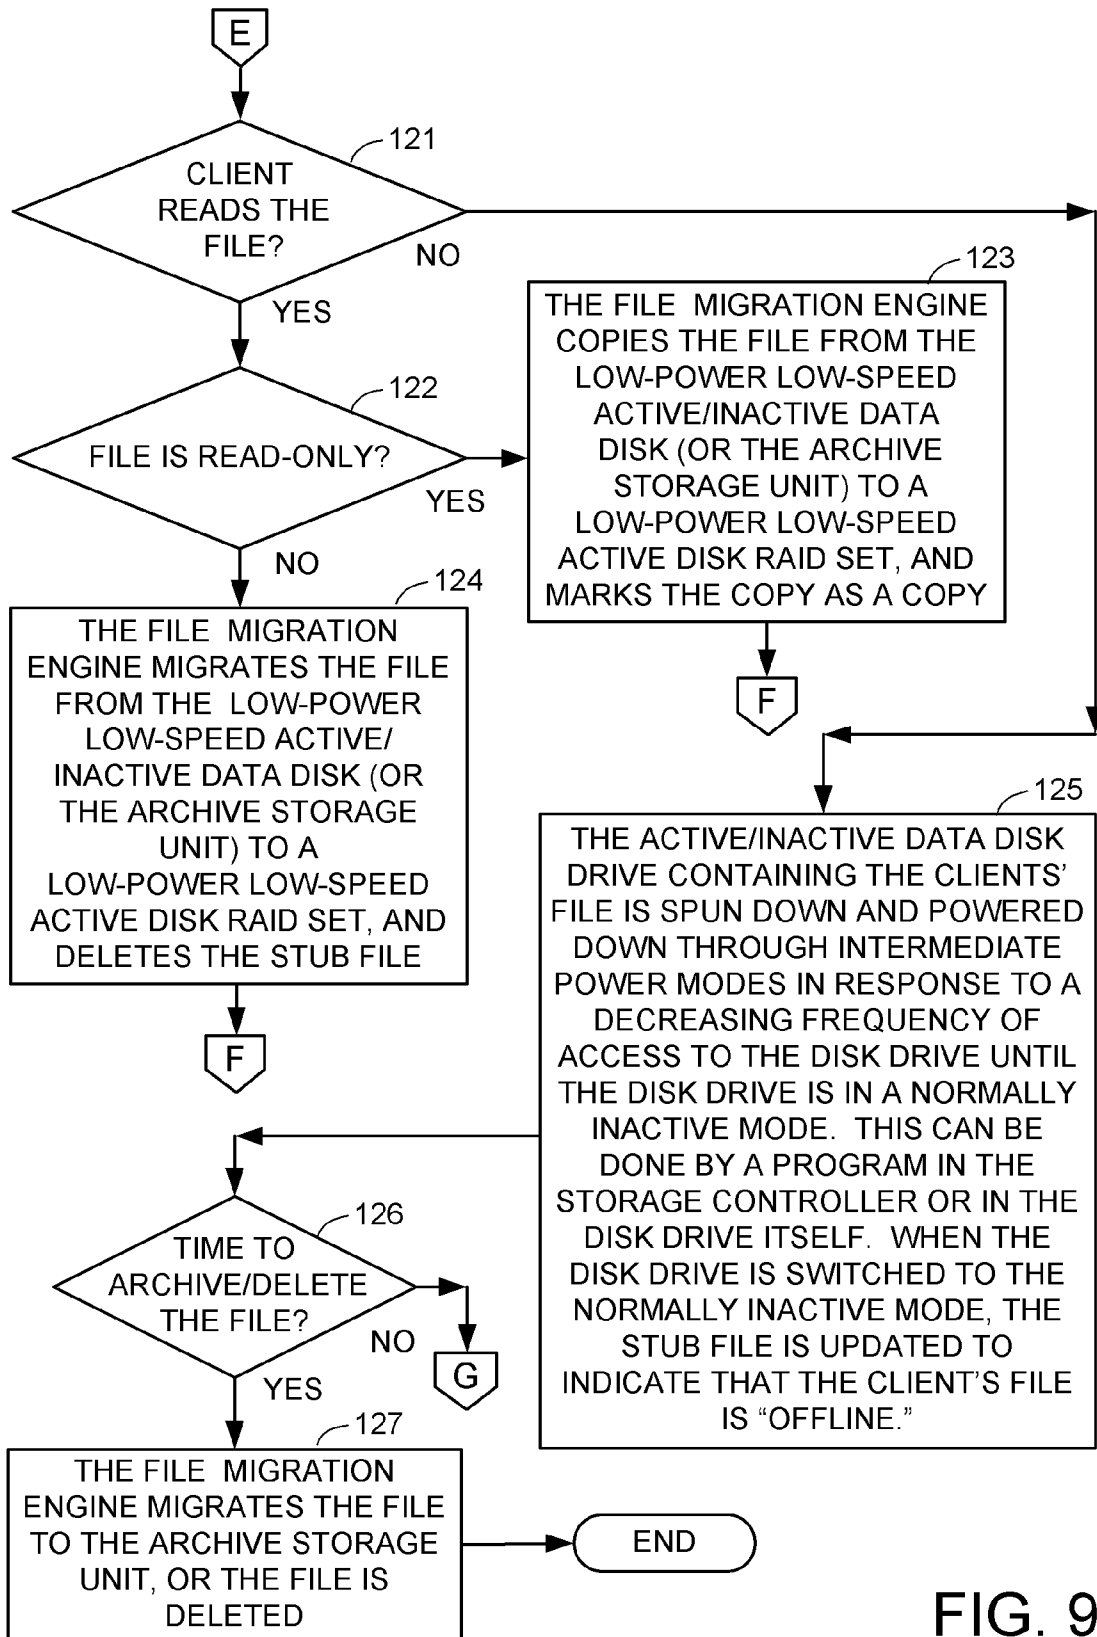 E
121
CLIENT
READS THE
FILE?
NO
YES
123
THE FILE MIGRATION ENGINE
COPIES THE FILE FROM THE
LOW-POWER LOW-SPEED
ACTIVE/INACTIVE DATA
DISK (OR THE ARCHIVE
STORAGE UNIT) TO A
LOW-POWER LOW-SPEED
ACTIVE DISK RAID SET, AND
MARKS THE COPY AS A COPY
122
FILE IS READ-ONLY?
YES
NO
F
124
THE FILE MIGRATION
ENGINE MIGRATES THE FILE
FROM THE LOW-POWER
LOW-SPEED ACTIVE/
INACTIVE DATA DISK (OR
THE ARCHIVE STORAGE
UNIT) TO A
LOW-POWER LOW-SPEED
ACTIVE DISK RAID SET, AND
DELETES THE STUB FILE
F
125
THE ACTIVE/INACTIVE DATA DISK
DRIVE CONTAINING THE CLIENTS'
FILE IS SPUN DOWN AND POWERED
DOWN THROUGH INTERMEDIATE
POWER MODES IN RESPONSE TO A
DECREASING FREQUENCY OF
ACCESS TO THE DISK DRIVE UNTIL
THE DISK DRIVE IS IN A NORMALLY
INACTIVE MODE. THIS CAN BE
DONE BY A PROGRAM IN THE
STORAGE CONTROLLER OR IN THE
DISK DRIVE ITSELF. WHEN THE
DISK DRIVE IS SWITCHED TO THE
NORMALLY INACTIVE MODE, THE
STUB FILE IS UPDATED TO
INDICATE THAT THE CLIENT'S FILE
IS “OFFLINE.”
126
TIME TO
ARCHIVE/DELETE
THE FILE?
NO
G
YES
127
THE FILE MIGRATION
ENGINE MIGRATES THE FILE
TO THE ARCHIVE STORAGE
UNIT, OR THE FILE IS
DELETED
END
FIG. 9